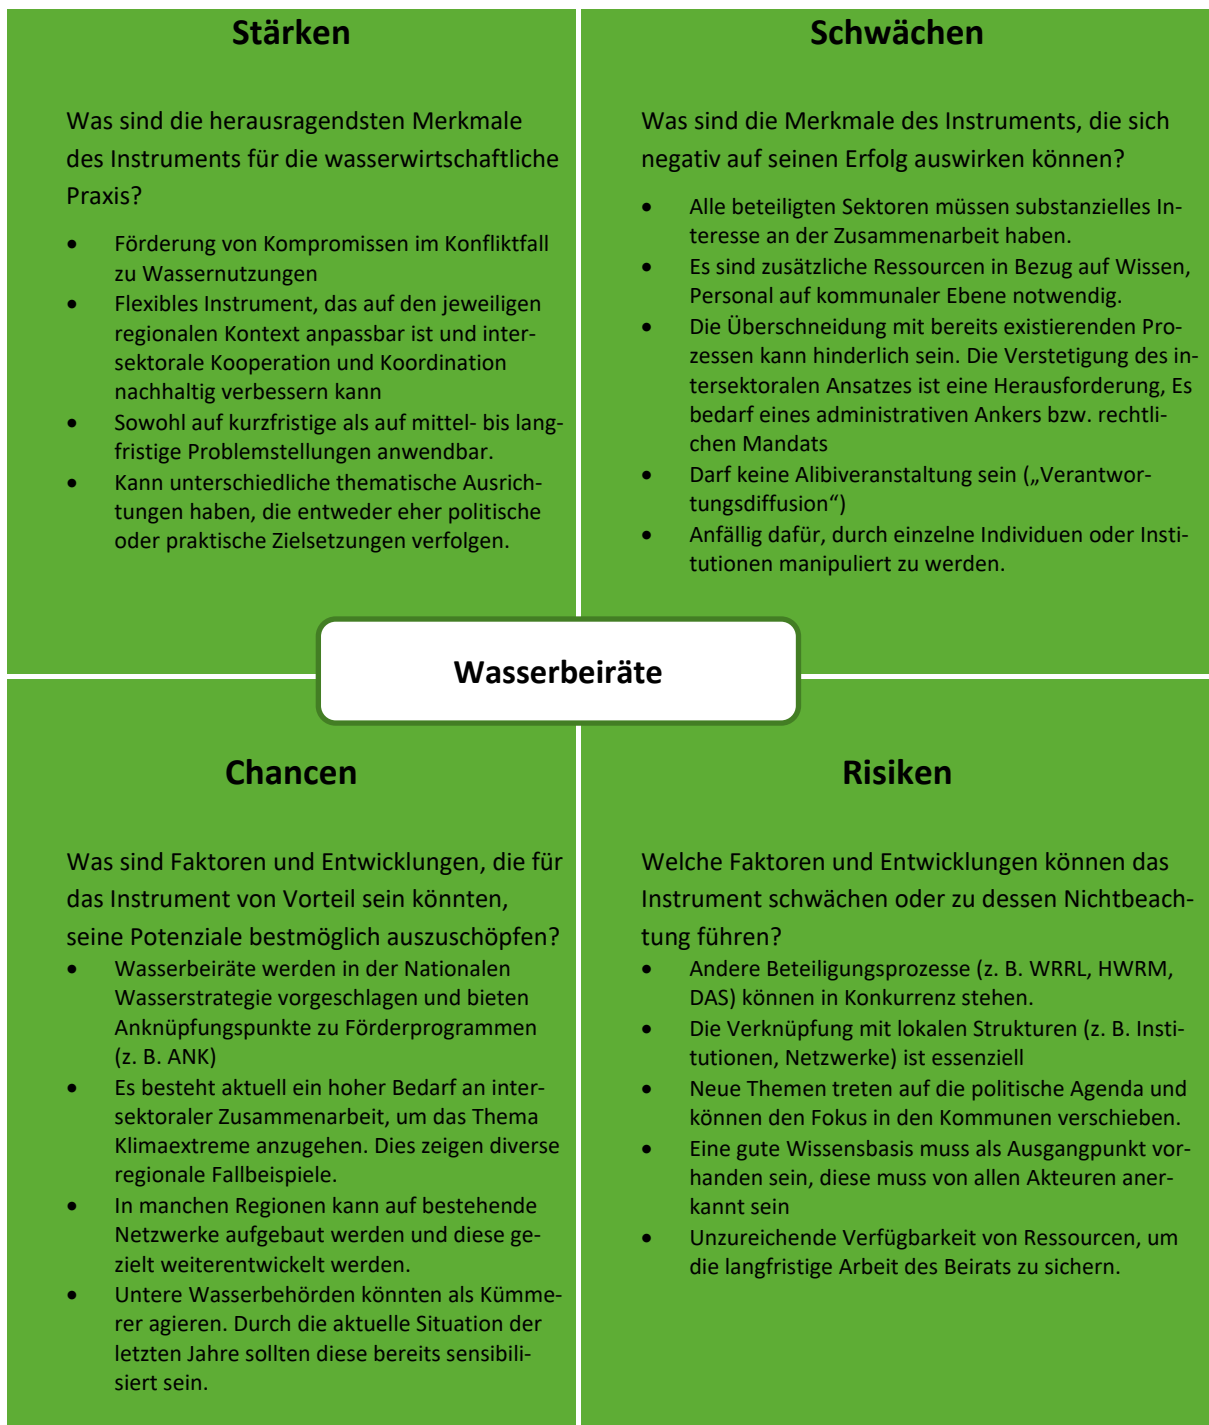 Stärken
Was sind die herausragendsten Merkmale
des Instruments für die wasserwirtschaftliche
Praxis?
• Förderung von Kompromissen im Konfliktfall
zu Wassernutzungen
• Flexibles Instrument, das auf den jeweiligen
regionalen Kontext anpassbar ist und inter-
sektorale Kooperation und Koordination
nachhaltig verbessern kann
• Sowohl auf kurzfristige als auf mittel- bis lang-
fristige Problemstellungen anwendbar.
• Kann unterschiedliche thematische Ausrich-
tungen haben, die entweder eher politische
oder praktische Zielsetzungen verfolgen.
Schwächen
Was sind die Merkmale des Instruments, die sich
negativ auf seinen Erfolg auswirken können?
• Alle beteiligten Sektoren müssen substanzielles In-
teresse an der Zusammenarbeit haben.
• Es sind zusätzliche Ressourcen in Bezug auf Wissen,
Personal auf kommunaler Ebene notwendig.
• Die Überschneidung mit bereits existierenden Pro-
zessen kann hinderlich sein. Die Verstetigung des in-
tersektoralen Ansatzes ist eine Herausforderung, Es
bedarf eines administrativen Ankers bzw. rechtli-
chen Mandats
• Darf keine Alibiveranstaltung sein („Verantwor-
tungsdiffusion“)
• Anfällig dafür, durch einzelne Individuen oder Insti-
tutionen manipuliert zu werden.
Wasserbeiräte
Chancen
Was sind Faktoren und Entwicklungen, die für
das Instrument von Vorteil sein könnten,
seine Potenziale bestmöglich auszuschöpfen?
• Wasserbeiräte werden in der Nationalen
Wasserstrategie vorgeschlagen und bieten
Anknüpfungspunkte zu Förderprogrammen
(z. B. ANK)
• Es besteht aktuell ein hoher Bedarf an inter-
sektoraler Zusammenarbeit, um das Thema
Klimaextreme anzugehen. Dies zeigen diverse
regionale Fallbeispiele.
• In manchen Regionen kann auf bestehende
Netzwerke aufgebaut werden und diese ge-
zielt weiterentwickelt werden.
• Untere Wasserbehörden könnten als Kümme-
rer agieren. Durch die aktuelle Situation der
letzten Jahre sollten diese bereits sensibili-
siert sein.
Risiken
Welche Faktoren und Entwicklungen können das
Instrument schwächen oder zu dessen Nichtbeach-
tung führen?
• Andere Beteiligungsprozesse (z. B. WRRL, HWRM,
DAS) können in Konkurrenz stehen.
• Die Verknüpfung mit lokalen Strukturen (z. B. Insti-
tutionen, Netzwerke) ist essenziell
• Neue Themen treten auf die politische Agenda und
können den Fokus in den Kommunen verschieben.
• Eine gute Wissensbasis muss als Ausgangpunkt vor-
handen sein, diese muss von allen Akteuren aner-
kannt sein
• Unzureichende Verfügbarkeit von Ressourcen, um
die langfristige Arbeit des Beirats zu sichern.